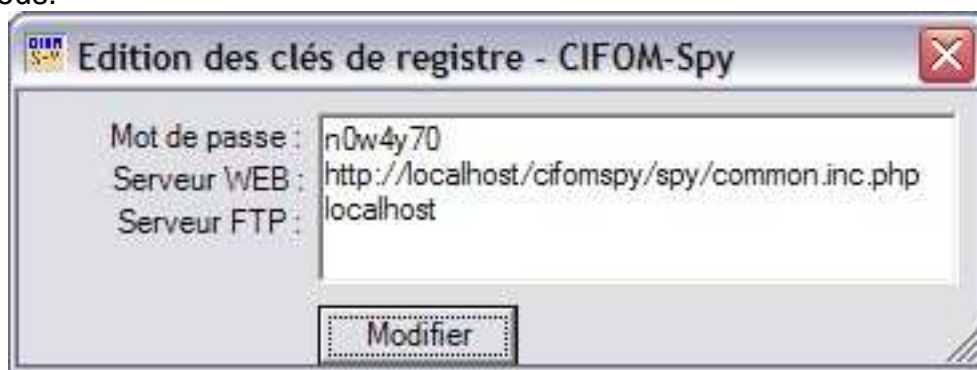 Edition des clés de registre - CIFOM-Spy
Mot de passe : n0w4y70
Serveur WEB : http://localhost/cifomspy/spy/common.inc.php
Serveur FTP : localhost
Modifier